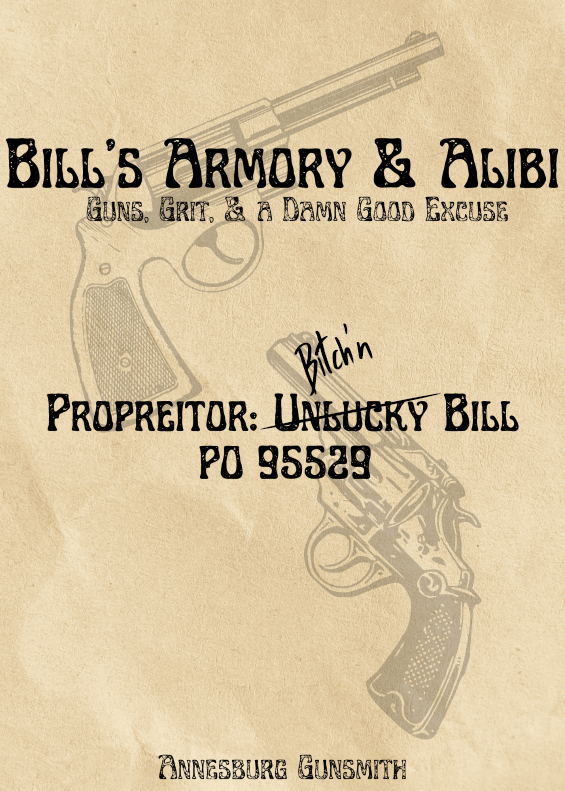 Bill's Armory & Alibi
Guns, Grit, & a Damn Good Excuse
Bitch'n
Propreitor: Unlucky Bill
PO 95529
Annesburg Gunsmith